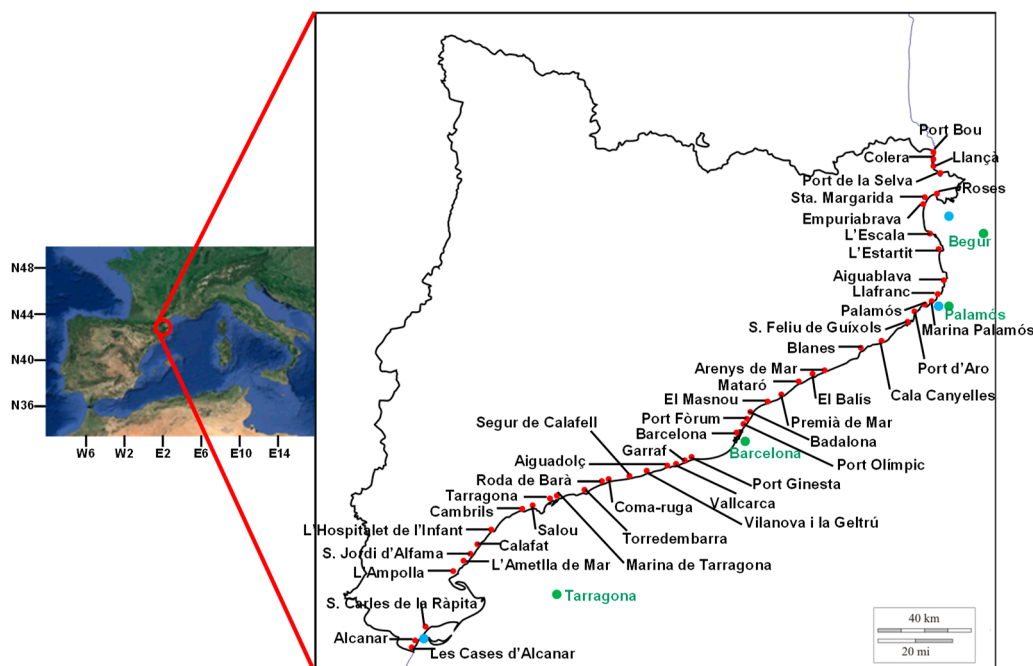 Port Bou
Colera
Llançà
Port de la Selva
Roses
Sta. Margarida
Empuriabrava
L'Escala
Begur
L'Estartit
Aiguablava
Llafranc
Palamós
Palamós
S. Feliu de Guíxols
Marina Palamós
Blanes
Port d'Aro
Arenys de Mar
Mataró
El Balís
Cala Canyelles
El Masnou
Premià de Mar
Segur de Calafell
Port Fòrum
Badalona
Barcelona
Barcelona
Garraf
Port Olímpic
Aiguadolç
Port Ginesta
Roda de Barà
Vallcarca
Tarragona
Coma-ruga
Cambrils
Vilanova i la Geltrú
L'Hospitalet de l'Infant
Salou
Torredembarra
Calafat
S. Jordi d'Alfama
L'Ametlla de Mar
Marina de Tarragona
L'Ampolla
Tarragona
S. Carles de la Ràpita
Alcanar
Les Cases d'Alcanar
40 km
20 mi
N48
N44
N40
N36
W6 W2 E2 E6 E10 E14